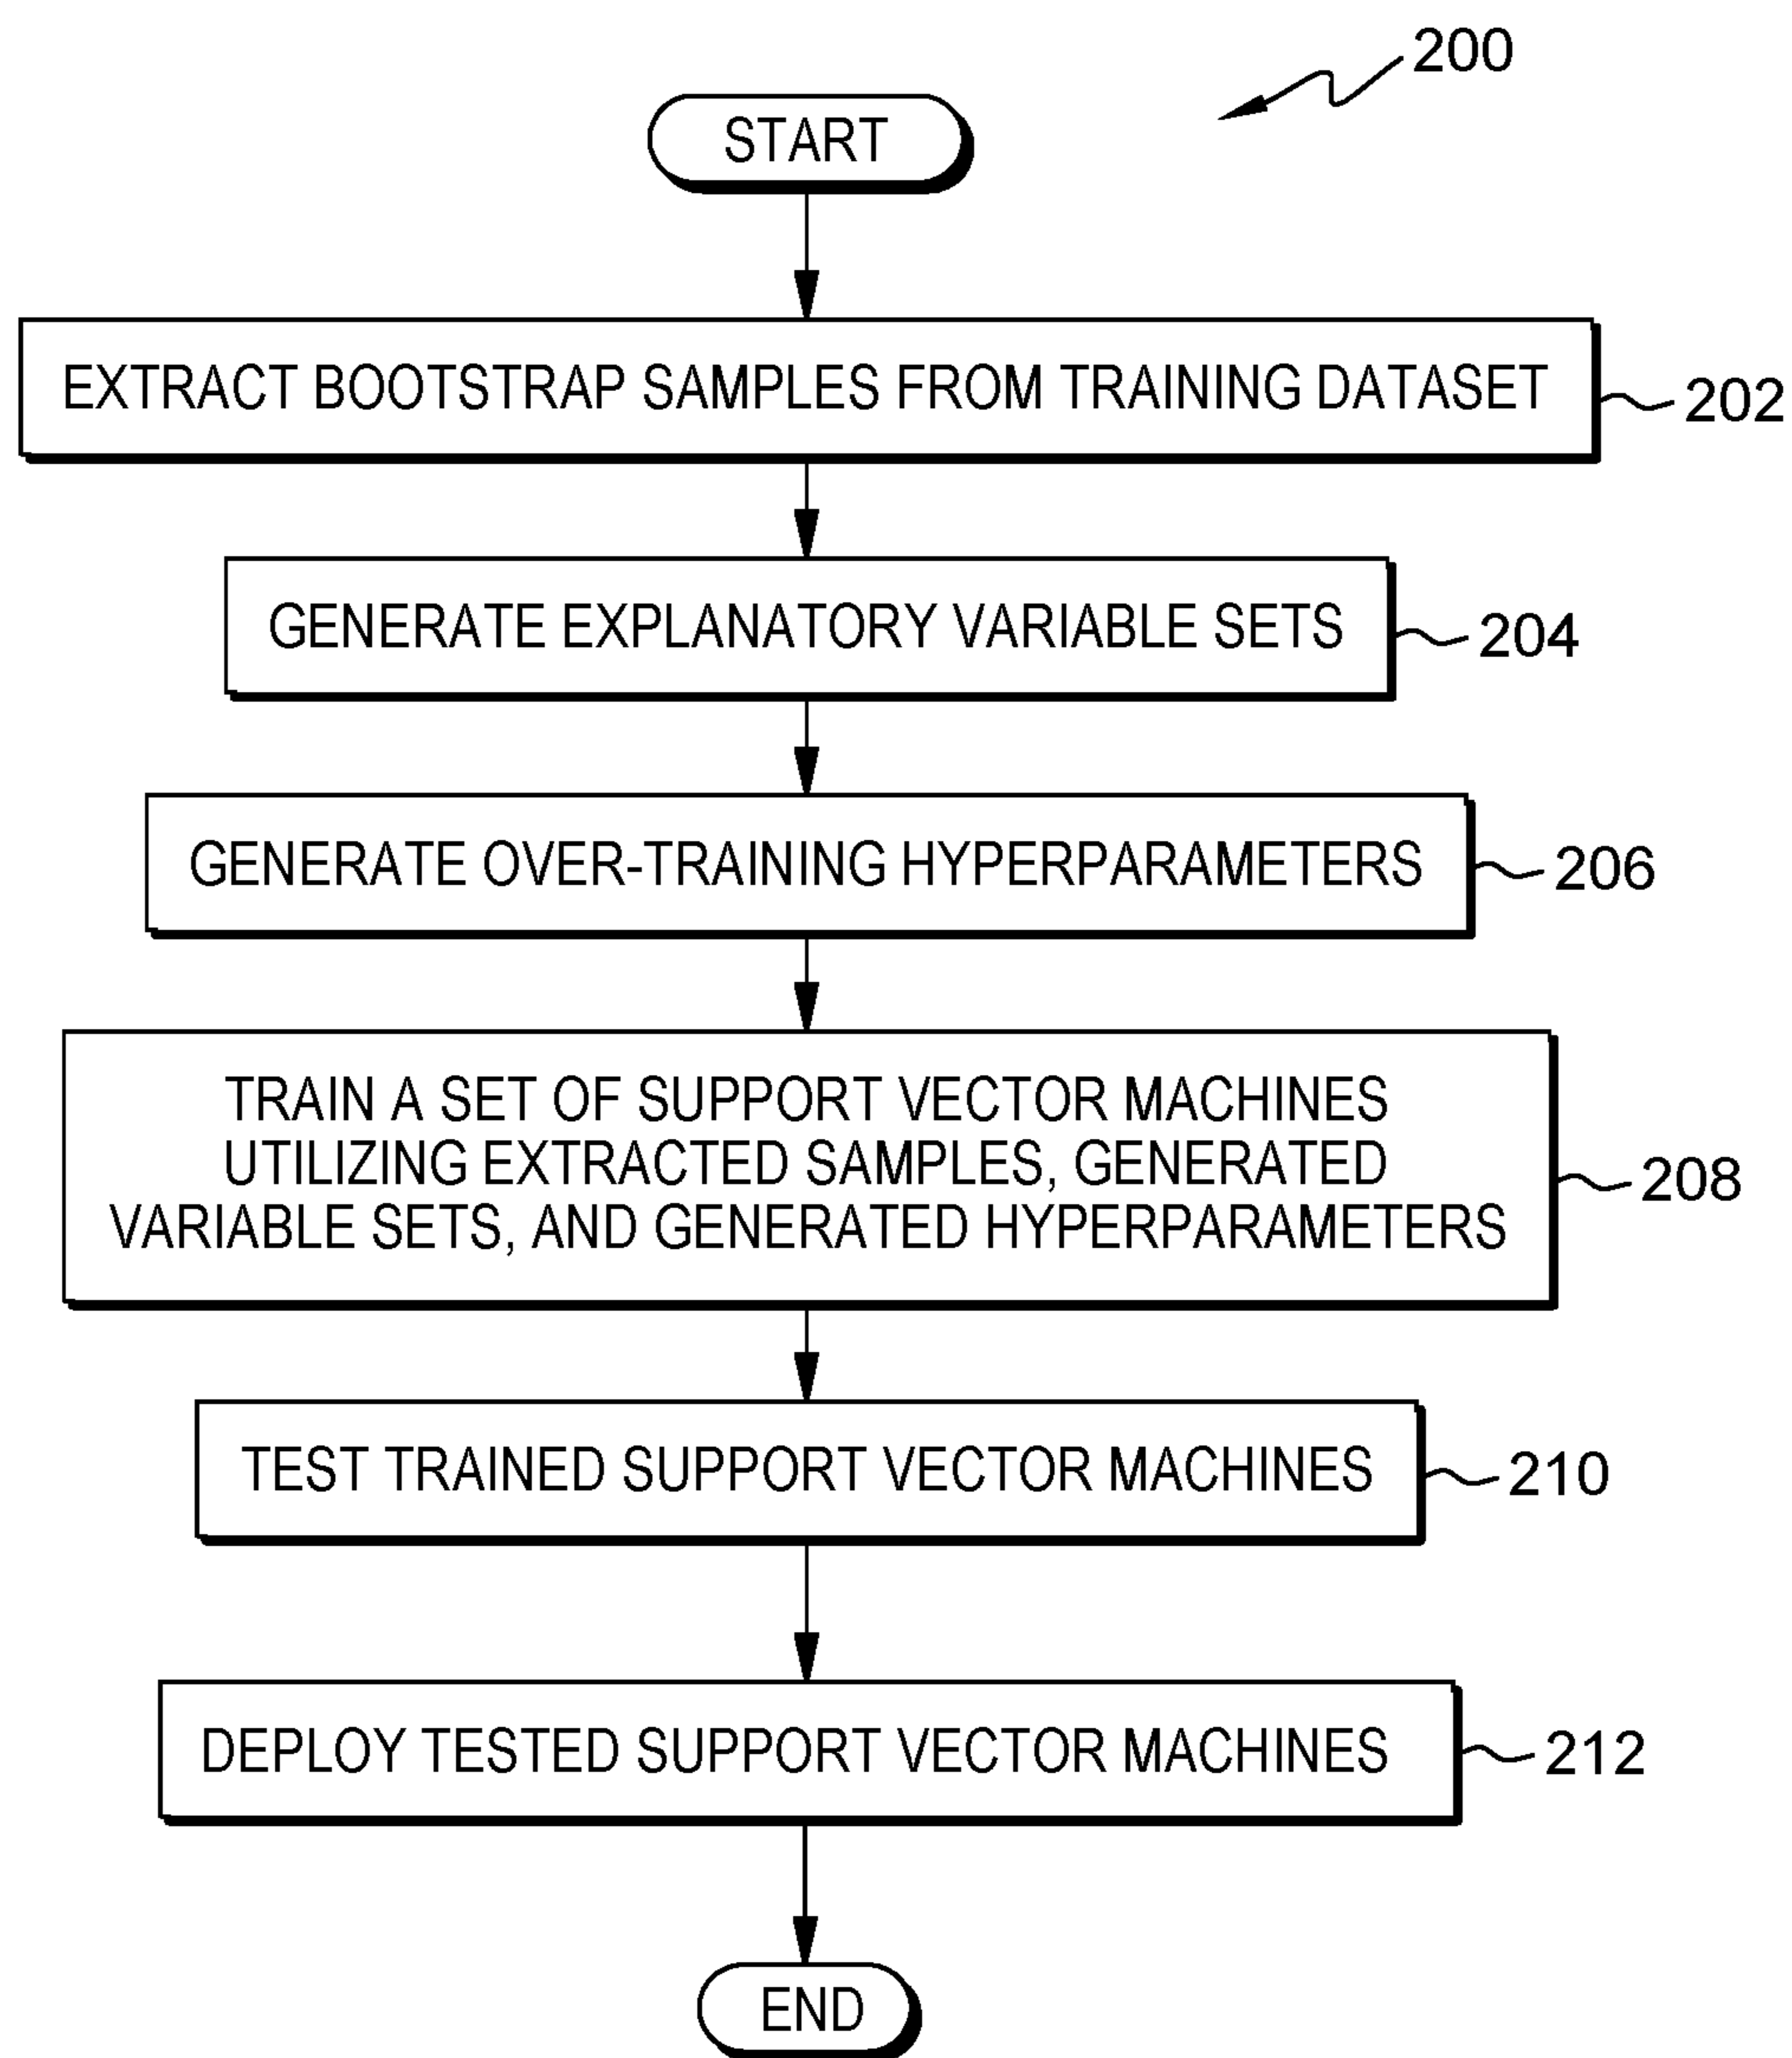 200
START
EXTRACT BOOTSTRAP SAMPLES FROM TRAINING DATASET
202
GENERATE EXPLANATORY VARIABLE SETS
204
GENERATE OVER-TRAINING HYPERPARAMETERS
206
TRAIN A SET OF SUPPORT VECTOR MACHINES
UTILIZING EXTRACTED SAMPLES, GENERATED
VARIABLE SETS, AND GENERATED HYPERPARAMETERS
208
TEST TRAINED SUPPORT VECTOR MACHINES
210
DEPLOY TESTED SUPPORT VECTOR MACHINES
212
END